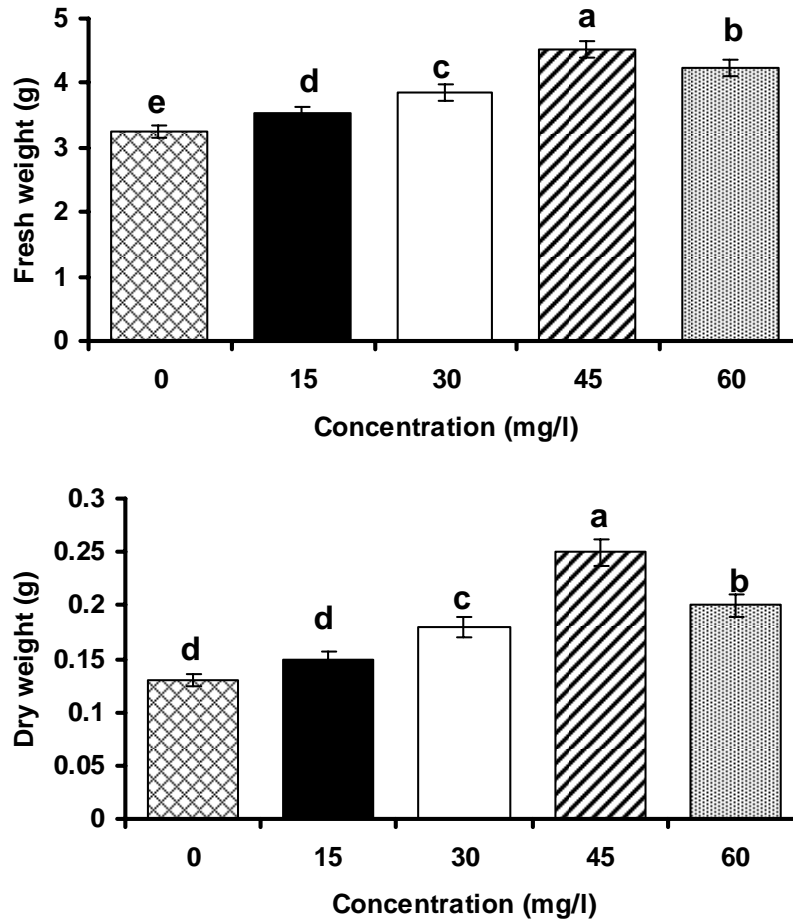 5
4
3
2
1
0
Fresh weight (g)
e
d
c
a
b
0 15 30 45 60
Concentration (mg/l)
0.3
0.25
0.2
0.15
0.1
0.05
0
Dry weight (g)
d
d
c
a
b
0 15 30 45 60
Concentration (mg/l)